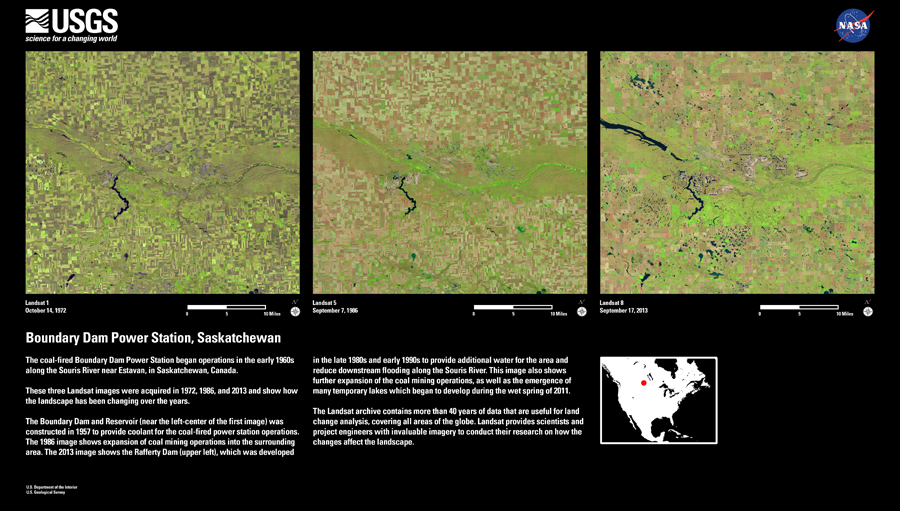 USGS
science for a changing world
NASA
Landsat 1
October 14, 1972
0 5 10 Miles
N
Landsat 5
September 7, 1986
0 5 10 Miles
N
Landsat 8
September 17, 2013
0 5 10 Miles
N
Boundary Dam Power Station, Saskatchewan
The coal-fired Boundary Dam Power Station began operations in the early 1960s
along the Souris River near Estavan, in Saskatchewan, Canada.
These three Landsat images were acquired in 1972, 1986, and 2013 and show how
the landscape has been changing over the years.
The Boundary Dam and Reservoir (near the left-center of the first image) was
constructed in 1957 to provide coolant for the coal-fired power station operations.
The 1986 image shows expansion of coal mining operations into the surrounding
area. The 2013 image shows the Rafferty Dam (upper left), which was developed
in the late 1980s and early 1990s to provide additional water for the area and
reduce downstream flooding along the Souris River. This image also shows
further expansion of the coal mining operations, as well as the emergence of
many temporary lakes which began to develop during the wet spring of 2011.
The Landsat archive contains more than 40 years of data that are useful for land
change analysis, covering all areas of the globe. Landsat provides scientists and
project engineers with invaluable imagery to conduct their research on how the
changes affect the landscape.
U.S. Department of the Interior
U.S. Geological Survey